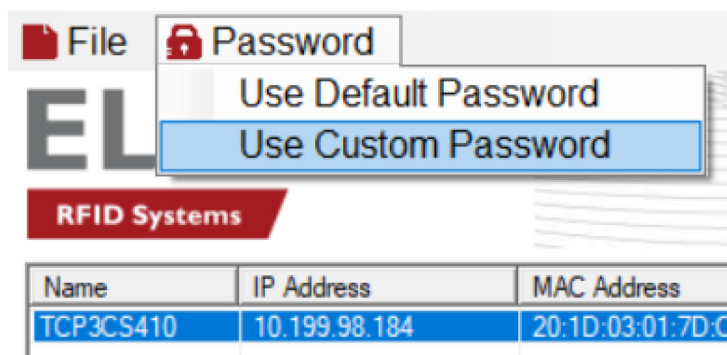 File Password
Use Default Password
EL
Use Custom Password
RFID Systems
Name IP Address MAC Address
TCP3CS410 10.199.98.184 20:1D:03:01:7D: